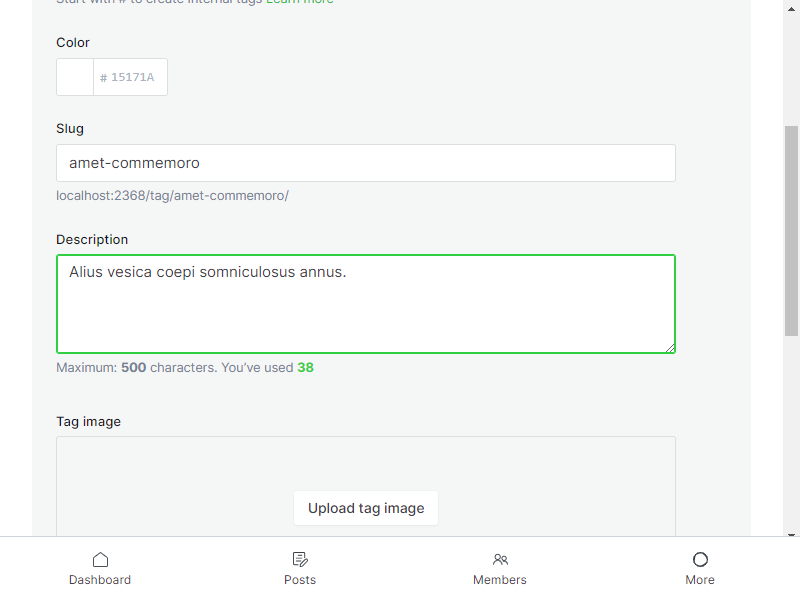 Start with # to create internal tags Learn more
Color
# 15171A
Slug
amet-commemoro
localhost:2368/tag/amet-commemoro/
Description
Alius vesica coepi somniculosus annus.
Maximum: 500 characters. You’ve used 38
Tag image
Upload tag image
Dashboard
Posts
Members
More